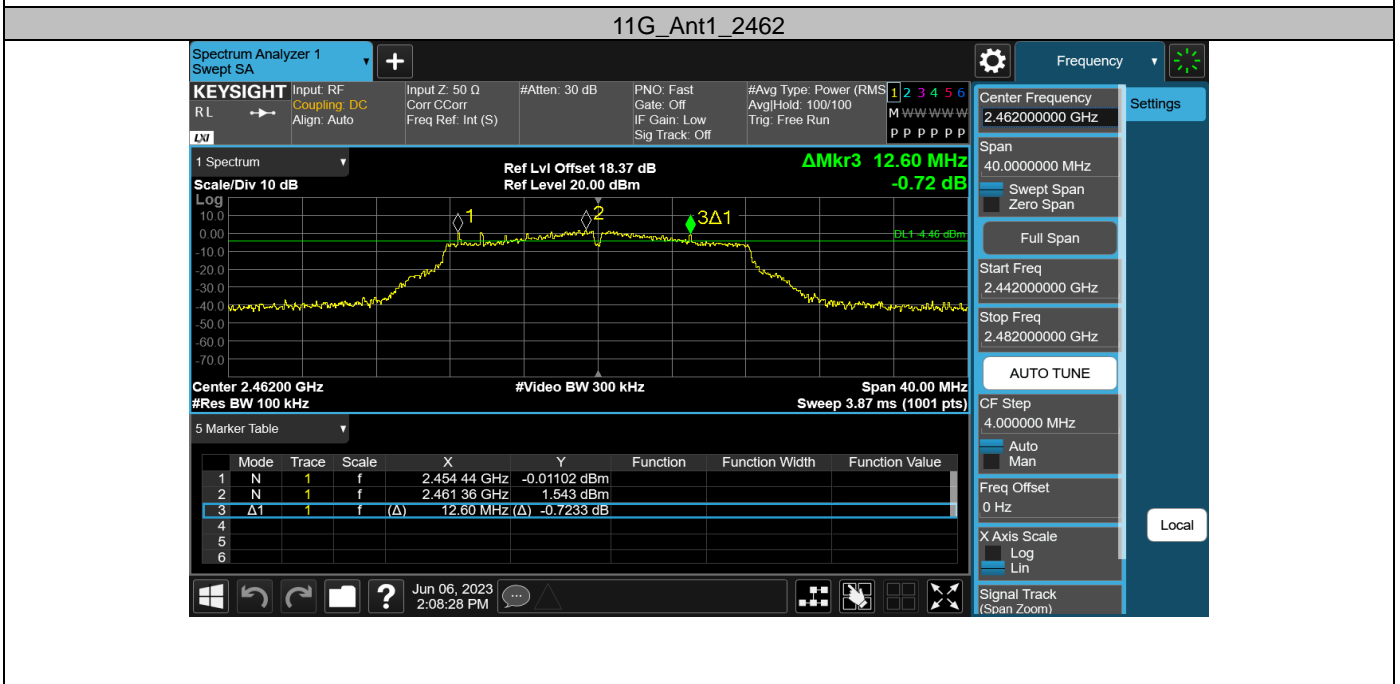 11G_Ant1_2462
Spectrum Analyzer 1
Swept SA
+
Frequency
KEYSIGHT
R L
LXI
Input: RF
Coupling: DC
Align: Auto
Input Z: 50 Ω
Corr CCorr
Freq Ref: Int (S)
#Atten: 30 dB
PNO: Fast
Gate: Off
IF Gain: Low
Sig Track: Off
#Avg Type: Power (RMS
Avg|Hold: 100/100
Trig: Free Run
1 2 3 4 5 6
M W W W W W
P P P P P P
1 Spectrum
Scale/Div 10 dB
Ref Lvl Offset 18.37 dB
Ref Level 20.00 dBm
ΔMkr3 12.60 MHz
-0.72 dB
Log
10.0
0.00
-10.0
-20.0
-30.0
-40.0
-50.0
-60.0
-70.0
1
2
3Δ1
DL1 -4.46 dBm
Center 2.46200 GHz
#Video BW 300 kHz
Span 40.00 MHz
#Res BW 100 kHz
Sweep 3.87 ms (1001 pts)
5 Marker Table
Mode Trace Scale X Y Function Function Width Function Value
1 N 1 f 2.454 44 GHz -0.01102 dBm
2 N 1 f 2.461 36 GHz 1.543 dBm
3 Δ1 1 f (Δ) 12.60 MHz (Δ) -0.7233 dB
4
5
6
?
Jun 06, 2023
2:08:28 PM
Center Frequency
2.462000000 GHz
Settings
Span
40.0000000 MHz
Swept Span
Zero Span
Full Span
Start Freq
2.442000000 GHz
Stop Freq
2.482000000 GHz
AUTO TUNE
CF Step
4.000000 MHz
Auto
Man
Freq Offset
0 Hz
X Axis Scale
Log
Lin
Local
Signal Track
(Span Zoom)